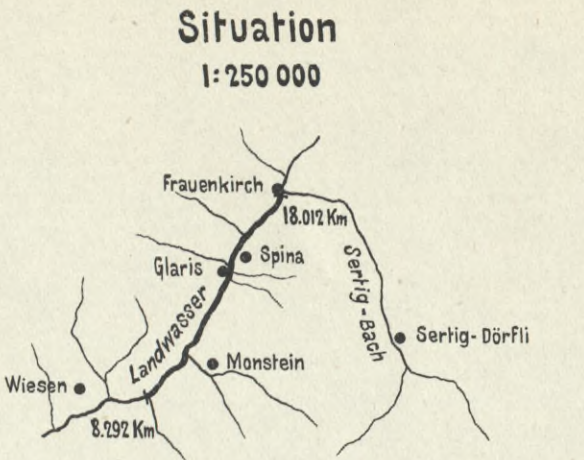 Situation
1:250 000
Frauenkirch
18.012 Km
Spina
Glaris
Sertig-Bach
Landwasser
Sertig-Dörfli
Monstein
Wiesen
8.292 Km